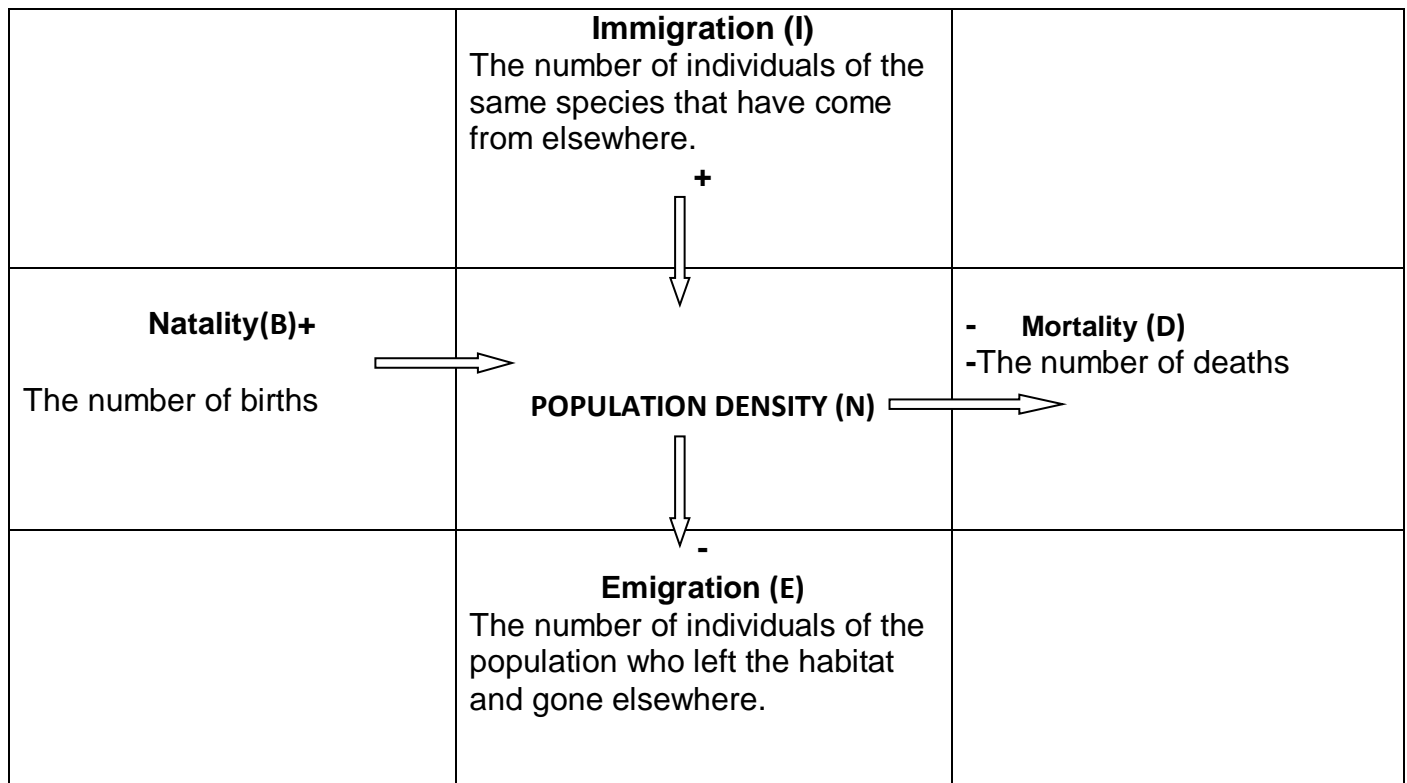 Immigration (I)
The number of individuals of the
same species that have come
from elsewhere.
+
Natality(B)+
The number of births
POPULATION DENSITY (N)
- Mortality (D)
-The number of deaths
-
Emigration (E)
The number of individuals of the
population who left the habitat
and gone elsewhere.